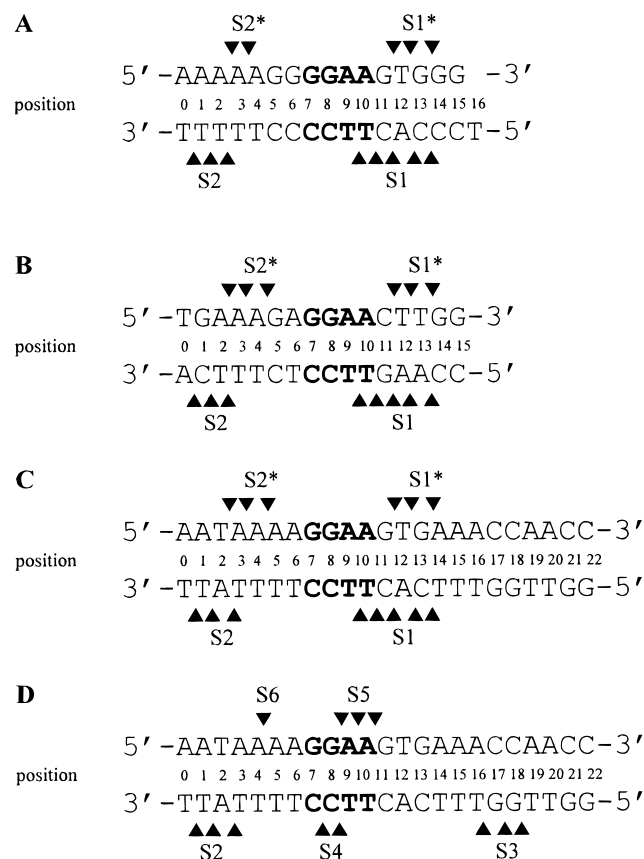 A
S2* S1*
▼▼ ▼▼▼
5′ -AAAAAGGGGAAGTGGG -3′
position 0 1 2 3 4 5 6 7 8 9 10 11 12 13 14 15 16
3′ -TTTTTCCCCTTCACCCT-5′
▲▲▲ ▲▲▲▲▲
S2 S1
B
S2* S1*
▼▼▼ ▼▼▼
5′ -TGAAAGAGGAACTTGG-3′
position 0 1 2 3 4 5 6 7 8 9 10 11 12 13 14 15
3′ -ACTTTCTCCTTGAACC-5′
▲▲▲ ▲▲▲▲▲
S2 S1
C
S2* S1*
▼▼▼ ▼▼▼
5′ -AATAAAAGGAAGTGAAACCAACC-3′
position 0 1 2 3 4 5 6 7 8 9 10 11 12 13 14 15 16 17 18 19 20 21 22
3′ -TTATTTTCCTTCACTTTGGTTGG-5′
▲▲▲ ▲▲▲▲▲
S2 S1
D
S6 S5
▼ ▼▼▼
5′ -AATAAAAGGAAGTGAAACCAACC-3′
position 0 1 2 3 4 5 6 7 8 9 10 11 12 13 14 15 16 17 18 19 20 21 22
3′ -TTATTTTCCTTCACTTTGGTTGG-5′
▲▲▲ ▲▲ ▲▲▲
S2 S4 S3